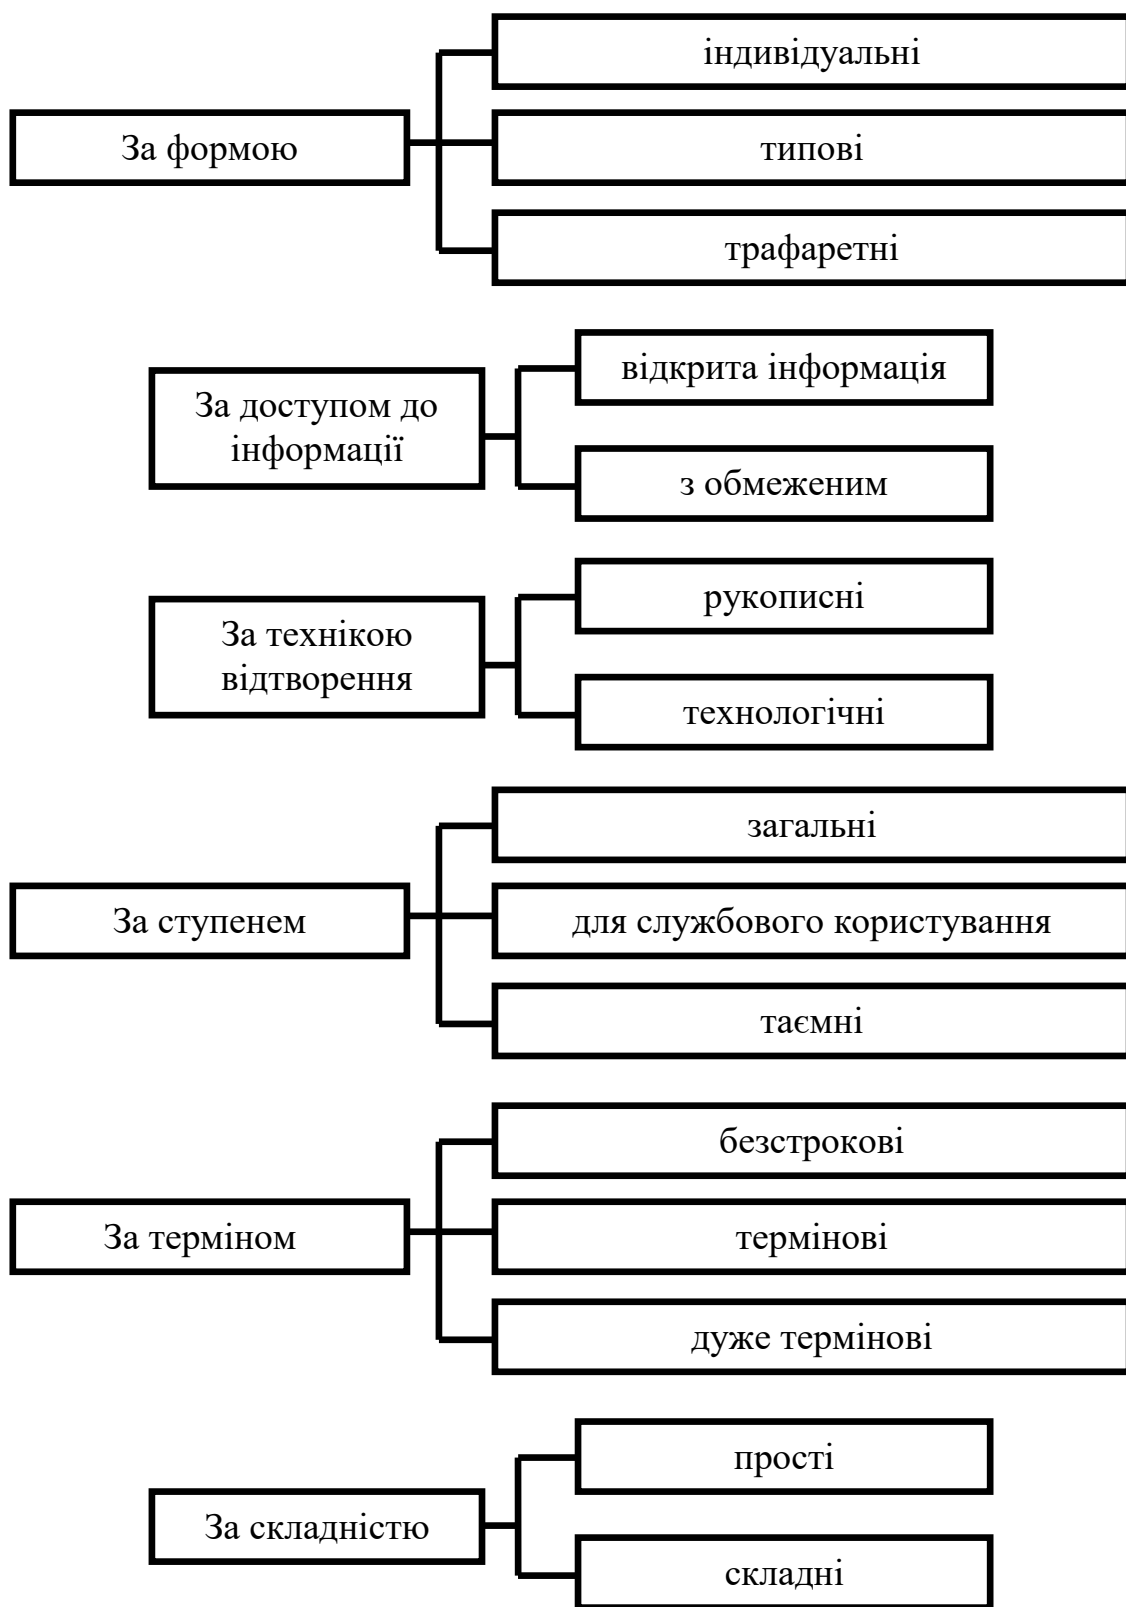 За формою
індивідуальні
типові
трафаретні
За доступом до
інформації
відкрита інформація
з обмеженим
За технікою
відтворення
рукописні
технологічні
За ступенем
загальні
для службового користування
таємні
За терміном
безстрокові
термінові
дуже термінові
За складністю
прості
складні